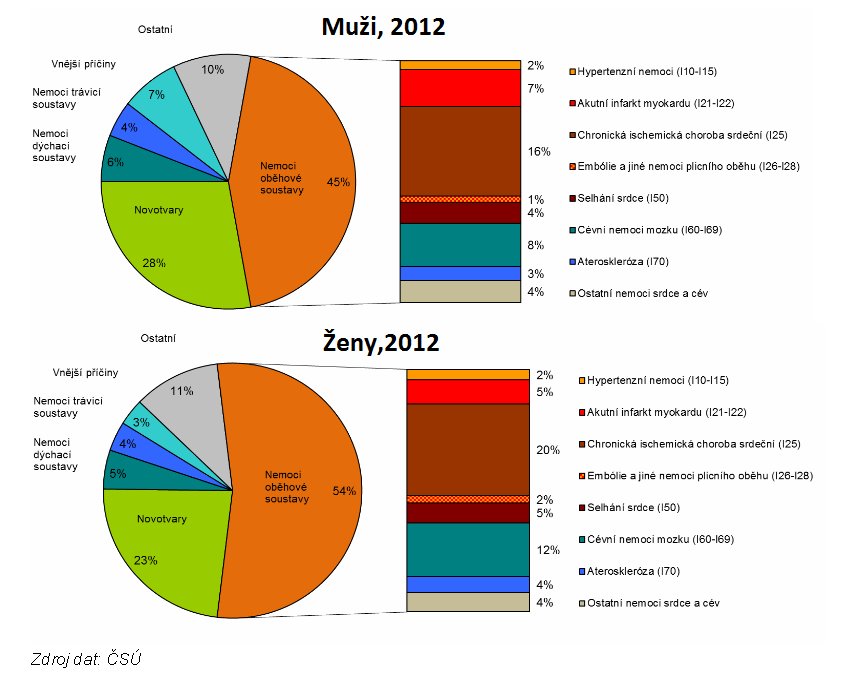 Muži, 2012
Ostatní
Vnější příčiny
Nemoci trávicí
soustavy
Nemoci
dýchací
soustavy
10%
7%
4%
6%
Novotvary
28%
Nemoci
oběhové
soustavy
45%
2%
7%
16%
1%
4%
8%
3%
4%
Hypertenzní nemoci (I10-I15)
Akutní infarkt myokardu (I21-I22)
Chronická ischemická choroba srdeční (I25)
Embólie a jiné nemoci plicního oběhu (I26-I28)
Selhání srdce (I50)
Cévní nemoci mozku (I60-I69)
Ateroskleróza (I70)
Ostatní nemoci srdce a cév
Ženy,2012
Ostatní
Vnější příčiny
Nemoci trávicí
soustavy
Nemoci
dýchací
soustavy
11%
3%
4%
5%
Novotvary
23%
Nemoci
oběhové
soustavy
54%
2%
5%
20%
2%
5%
12%
4%
4%
Hypertenzní nemoci (I10-I15)
Akutní infarkt myokardu (I21-I22)
Chronická ischemická choroba srdeční (I25)
Embólie a jiné nemoci plicního oběhu (I26-I28)
Selhání srdce (I50)
Cévní nemoci mozku (I60-I69)
Ateroskleróza (I70)
Ostatní nemoci srdce a cév
Zdroj dat: ČSÚ